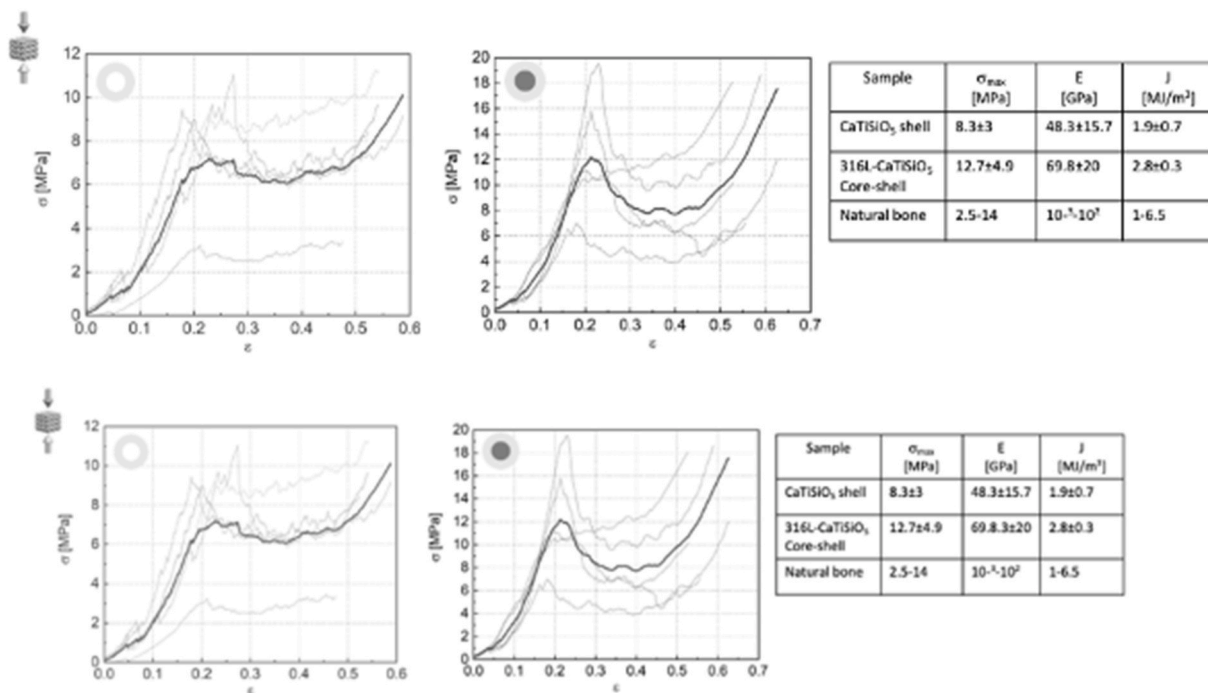 12
10
8
6
4
2
0
σ [MPa]
0.0 0.1 0.2 0.3 0.4 0.5 0.6
ε
20
18
16
14
12
10
8
6
4
2
0
σ [MPa]
0.0 0.1 0.2 0.3 0.4 0.5 0.6 0.7
ε
Sample σmax [MPa] E [GPa] J [MJ/m³]
CaTiSiO₅ shell 8.3±3 48.3±15.7 1.9±0.7
316L-CaTiSiO₅ Core-shell 12.7±4.9 69.8±20 2.8±0.3
Natural bone 2.5-14 10-³-10² 1-6.5
12
10
8
6
4
2
0
σ [MPa]
0.0 0.1 0.2 0.3 0.4 0.5 0.6
ε
20
18
16
14
12
10
8
6
4
2
0
σ [MPa]
0.0 0.1 0.2 0.3 0.4 0.5 0.6 0.7
ε
Sample σmax [MPa] E [GPa] J [MJ/m³]
CaTiSiO₅ shell 8.3±3 48.3±15.7 1.9±0.7
316L-CaTiSiO₅ Core-shell 12.7±4.9 69.8.3±20 2.8±0.3
Natural bone 2.5-14 10-³-10² 1-6.5